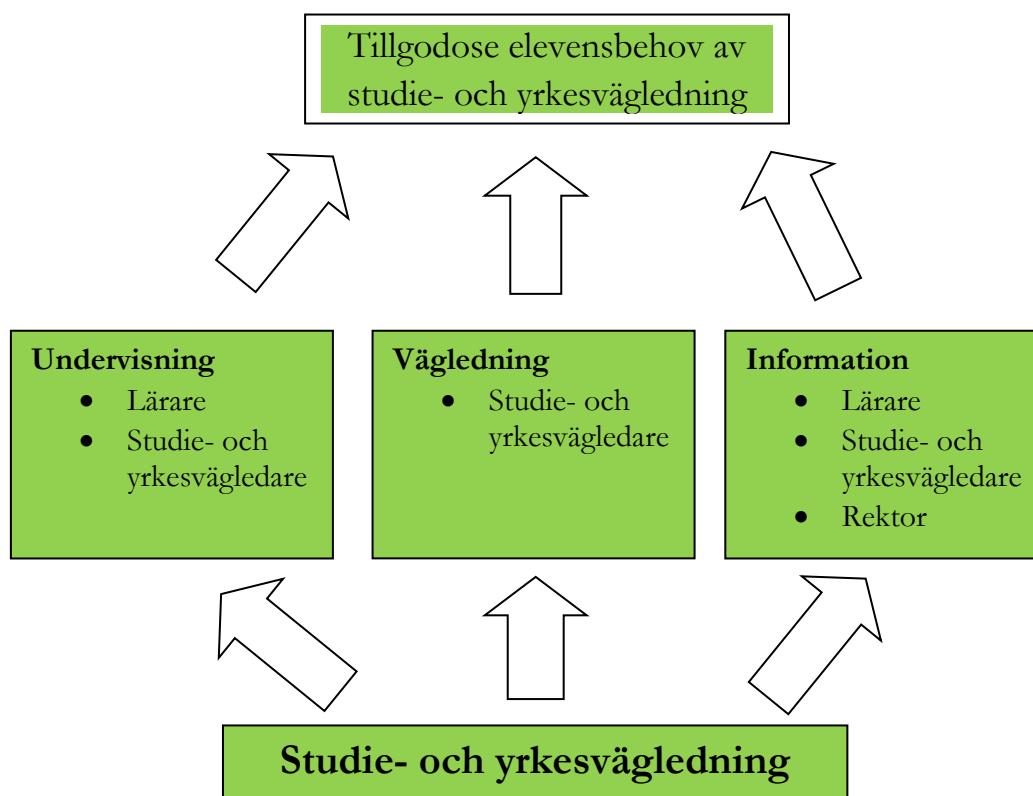 Tillgodose elevensbehov av
studie- och yrkesvägledning
Undervisning
• Lärare
• Studie- och
yrkesvägledare
Vägledning
• Studie- och
yrkesvägledare
Information
• Lärare
• Studie- och
yrkesvägledare
• Rektor
Studie- och yrkesvägledning